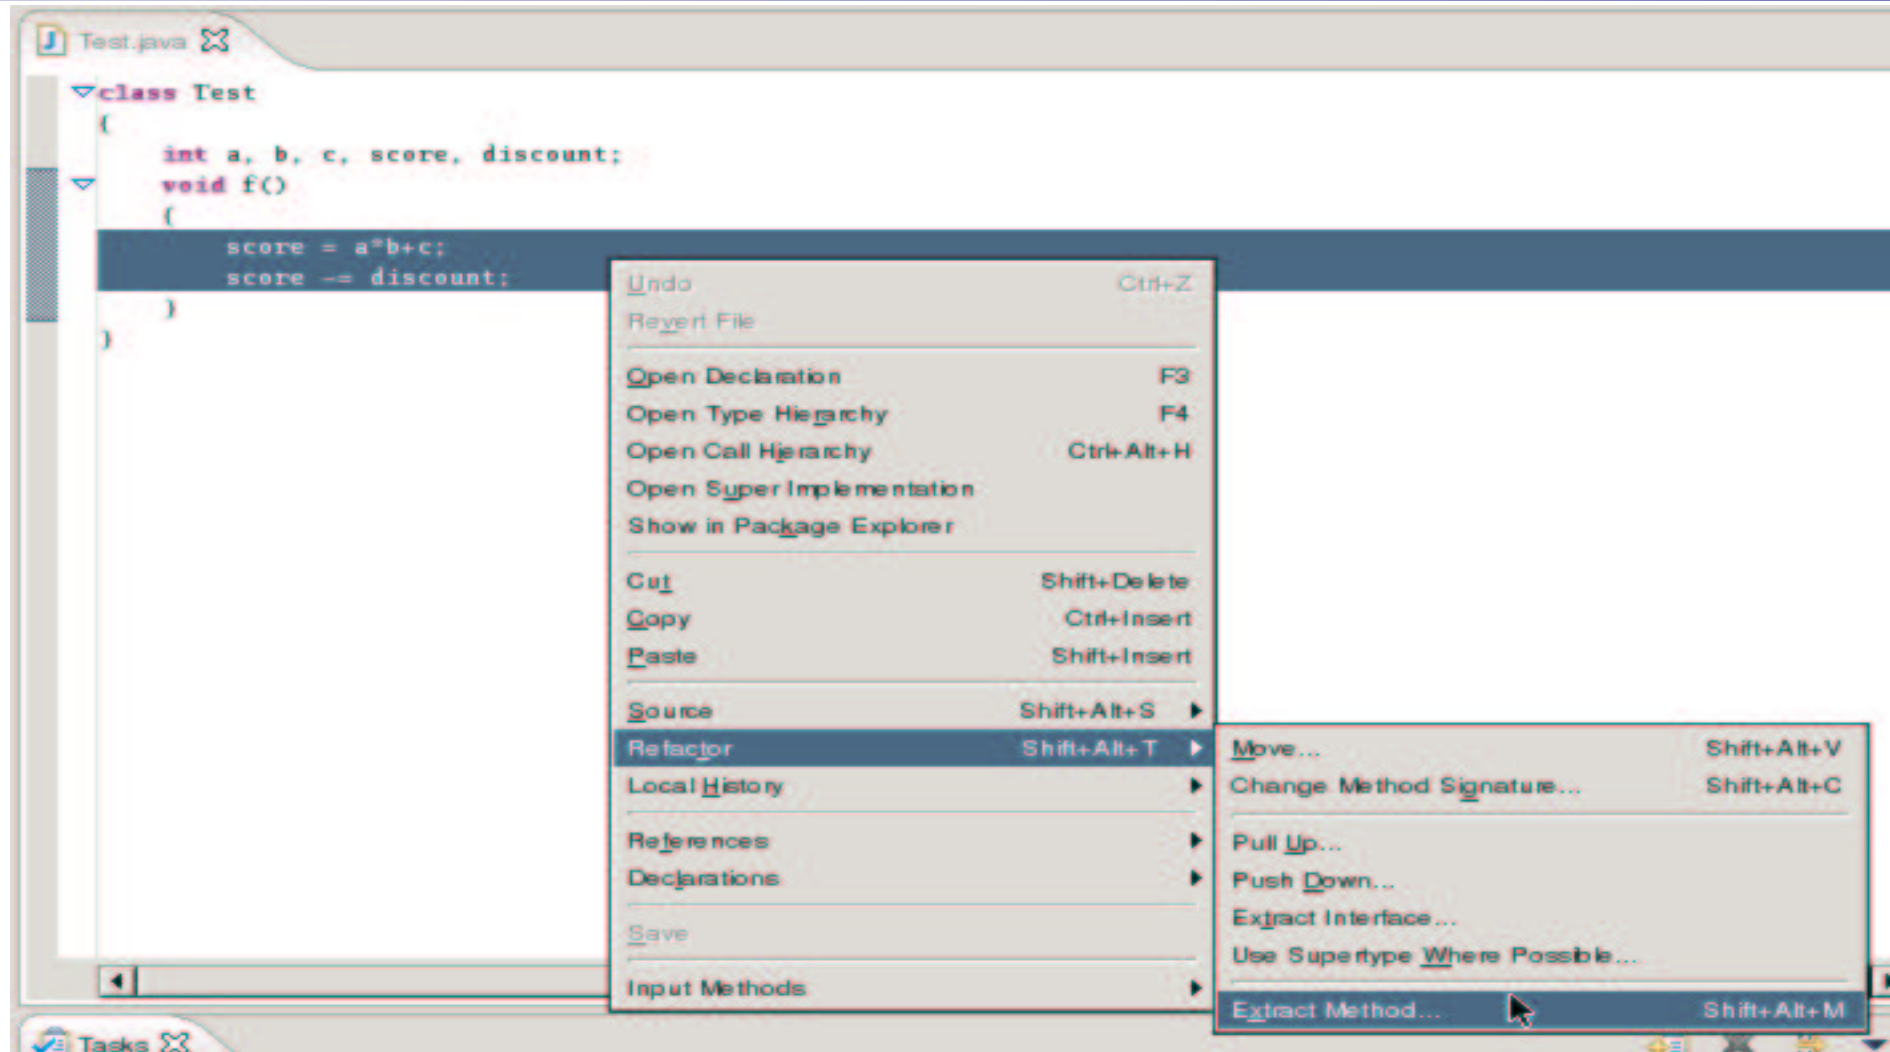 Test.java
class Test
{
int a, b, c, score, discount;
void f()
{
score = a*b+c;
score -= discount;
}
}
Undo Ctrl+Z
Revert File
Open Declaration F3
Open Type Hierarchy F4
Open Call Hierarchy Ctrl+Alt+H
Open Super Implementation
Show in Package Explorer
Cut Shift+Delete
Copy Ctrl+Insert
Paste Shift+Insert
Source Shift+Alt+S
Refactor Shift+Alt+T
Local History
References
Declarations
Save
Input Methods
Move... Shift+Alt+V
Change Method Signature... Shift+Alt+C
Pull Up...
Push Down...
Extract Interface...
Use Supertype Where Possible...
Extract Method... Shift+Alt+M
Tasks